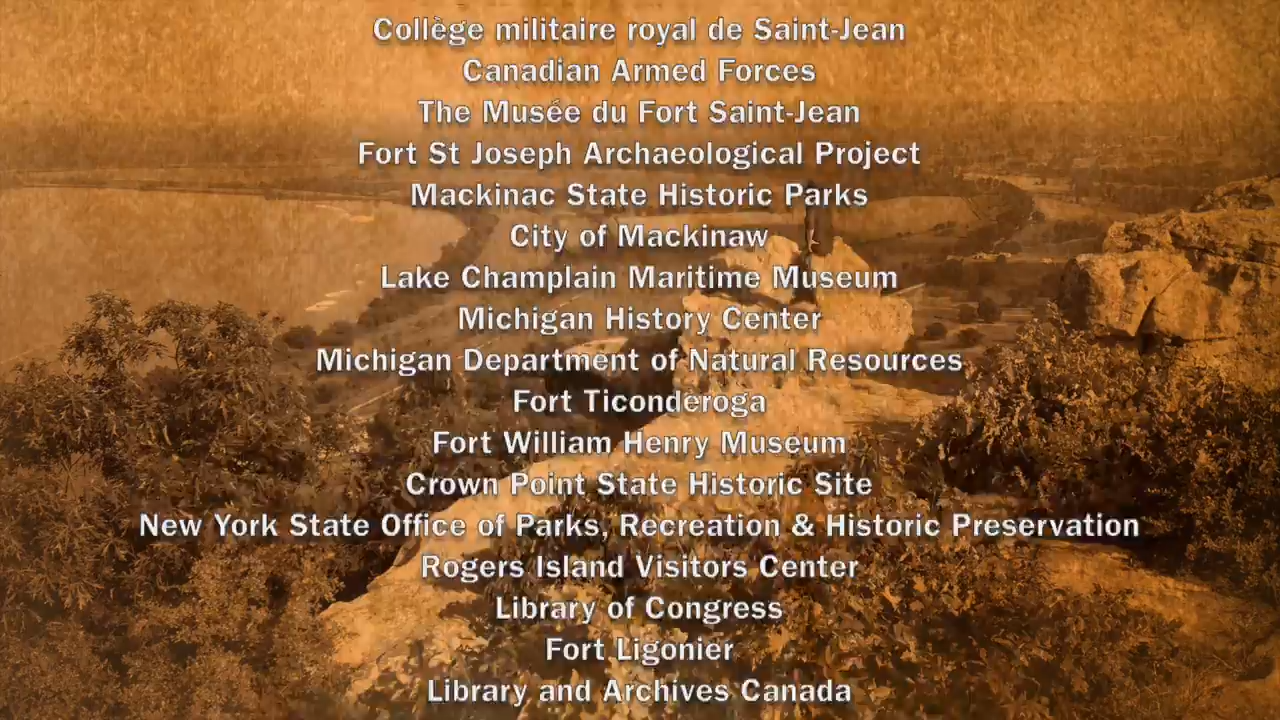 Collège militaire royal de Saint-Jean
Canadian Armed Forces
The Musée du Fort Saint-Jean
Fort St Joseph Archaeological Project
Mackinac State Historic Parks
City of Mackinaw
Lake Champlain Maritime Museum
Michigan History Center
Michigan Department of Natural Resources
Fort Ticonderoga
Fort William Henry Museum
Crown Point State Historic Site
New York State Office of Parks, Recreation & Historic Preservation
Rogers Island Visitors Center
Library of Congress
Fort Ligonier
Library and Archives Canada